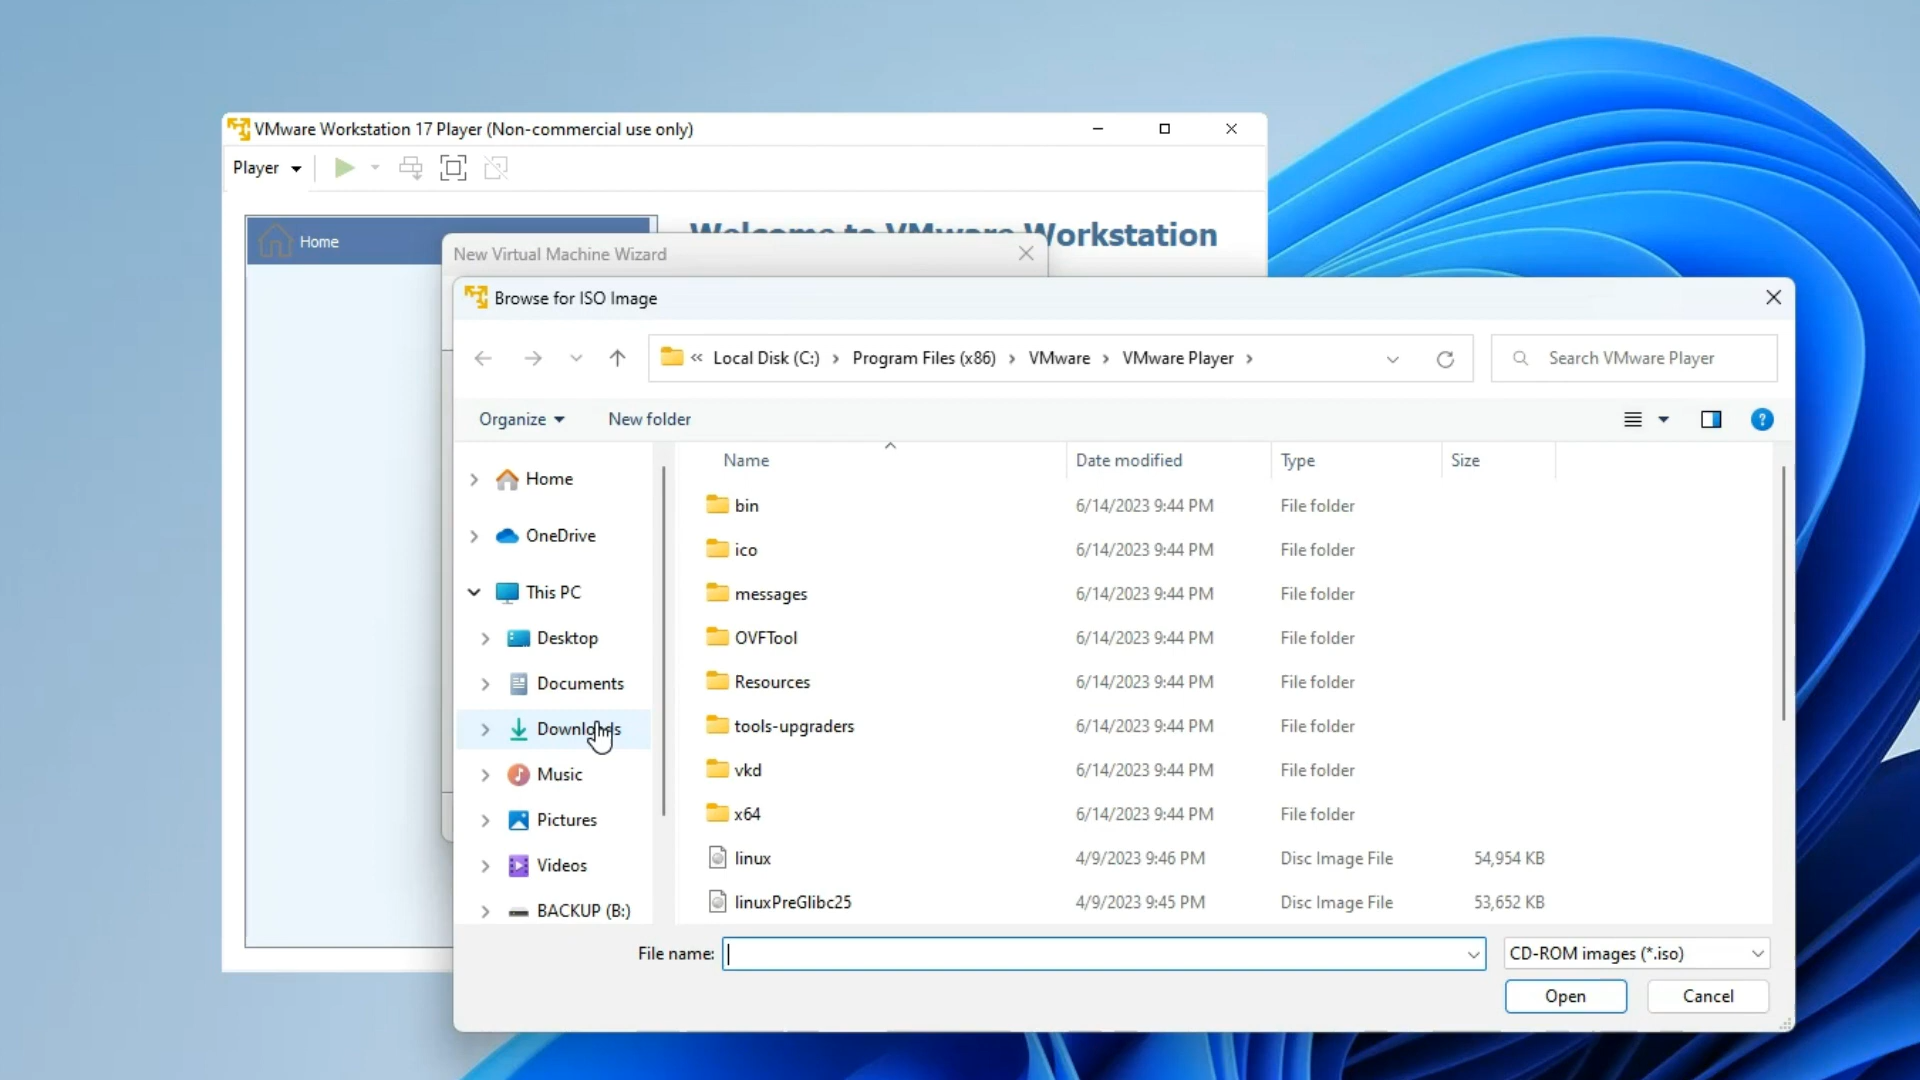 VMware Workstation 17 Player (Non-commercial use only)
Player
Home
Welcome to VMware Workstation
New Virtual Machine Wizard
Browse for ISO Image
« Local Disk (C:) › Program Files (x86) › VMware › VMware Player ›
Search VMware Player
Organize
New folder
?
Home
OneDrive
This PC
Desktop
Documents
Downloads
Music
Pictures
Videos
BACKUP (B:)
Name Date modified Type Size
bin 6/14/2023 9:44 PM File folder
ico 6/14/2023 9:44 PM File folder
messages 6/14/2023 9:44 PM File folder
OVFTool 6/14/2023 9:44 PM File folder
Resources 6/14/2023 9:44 PM File folder
tools-upgraders 6/14/2023 9:44 PM File folder
vkd 6/14/2023 9:44 PM File folder
x64 6/14/2023 9:44 PM File folder
linux 4/9/2023 9:46 PM Disc Image File 54,954 KB
linuxPreGlibc25 4/9/2023 9:45 PM Disc Image File 53,652 KB
File name:
CD-ROM images (*.iso)
Open
Cancel